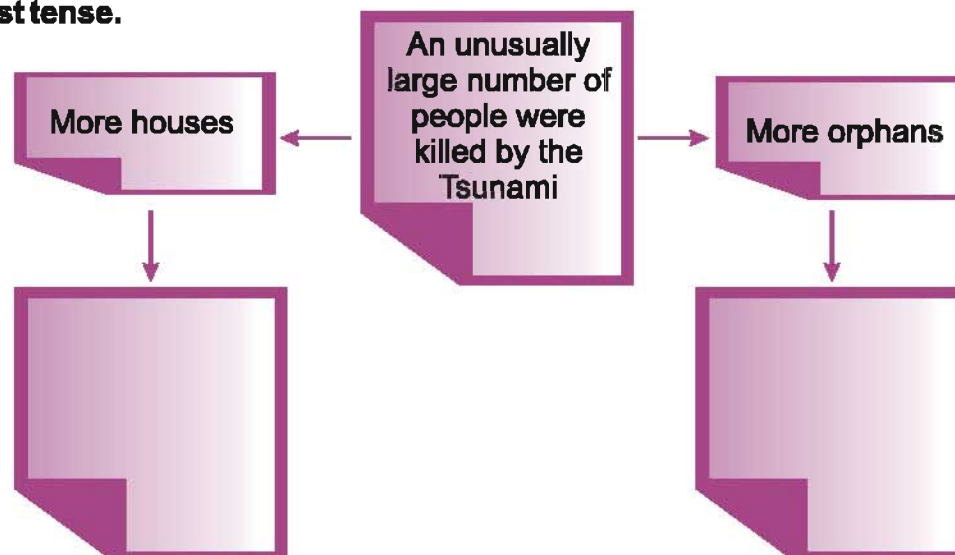 st tense.
An unusually
large number of
people were
killed by the
Tsunami
More houses
More orphans